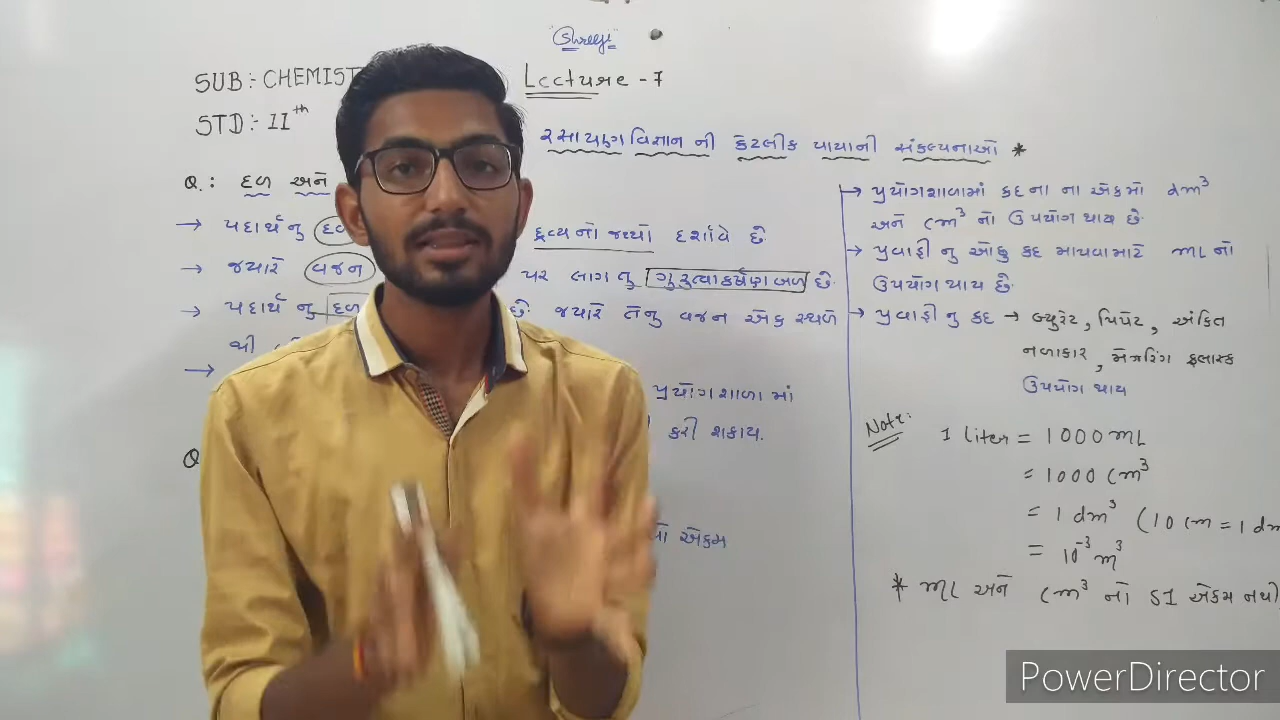 Shreeji
SUB:- CHEMIST
Lecture - 7
STD:- 11th
રસાયણ વિજ્ઞાન ની કેટલીક પાયાની સંકલ્પનાઓ *
Q.: દળ અને
→ પદાર્થનુ
દ્રવ્યનો જથ્થો દર્શાવે છે
→ જયારે વજન
પર લાગતુ ગુરુત્વાકર્ષણ બળ છે.
→ પદાર્થ નુ દળ
છે. જયારે તેનુ વજન એક સ્થળે
થી
→
પ્રયોગશાળા માં
કરી શકાય.
Q
એકમ
→ પ્રયોગશાળામાં કદ ના ના એકમો dm³
અને cm³ નો ઉપયોગ થાય છે.
→ પ્રવાહી નુ ઓછુ કદ માપવા માટે mL નો
ઉપયોગ થાય છે.
→ પ્રવાહી નુ કદ → બ્યુરેટ, પિપેટ, અંકિત
નળાકાર, મેજરિંગ ફ્લાસ્ક
ઉપયોગ થાય
Note:
1 liter = 1000 mL
= 1000 cm³
= 1 dm³ (10 cm = 1 dm
= 10⁻³ m³
* mL અને cm³ નો SI એકમ નથી
PowerDirector